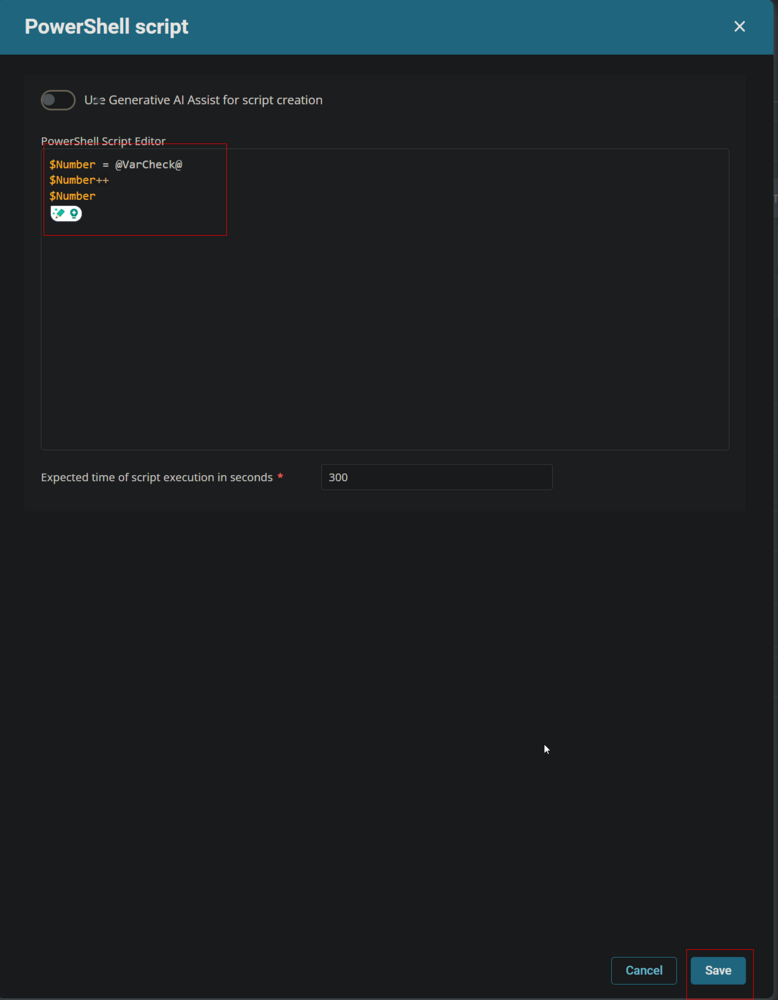 PowerShell script
Use Generative AI Assist for script creation
PowerShell Script Editor
$Number = @VarCheck@
$Number++
$Number
Expected time of script execution in seconds *
300
Cancel
Save